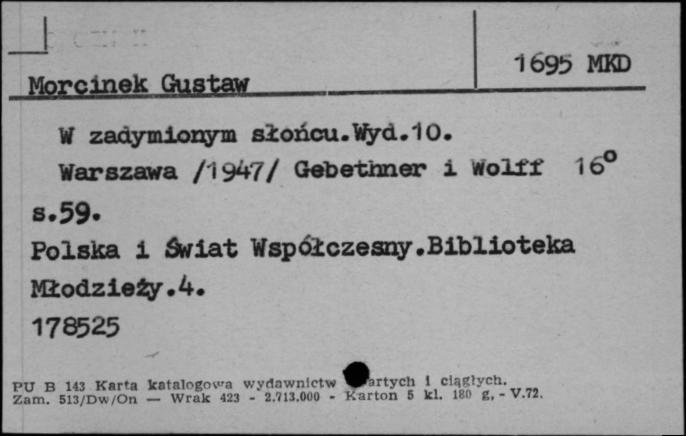 1695 MKD
Morcinek Gustaw
W zadymionym słońcu.Wyd.10.
Warszawa /1947/ Gebethner i Wolff 16°
s.59.
Polska i Świat Współczesny.Biblioteka
Młodzieży.4.
178525
PU B 143 Karta katalogowa wydawnictw artych i ciągłych.
Zam. 513/Dw/On — Wrak 423 - 2.713.000 - Karton 5 kl. 180 g. - V.72.